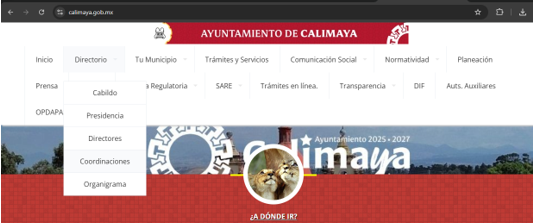 calimaya.gob.mx
AYUNTAMIENTO DE CALIMAYA
Inicio Directorio Tu Municipio Trámites y Servicios Comunicación Social Normatividad Planeación
Prensa Regulatoria SARE Trámites en línea. Transparencia DIF Auts. Auxiliares
OPDAPA
Cabildo
Presidencia
Directores
Coordinaciones
Organigrama
Ayuntamiento 2025 - 2027
Calimaya
¿A DÓNDE IR?